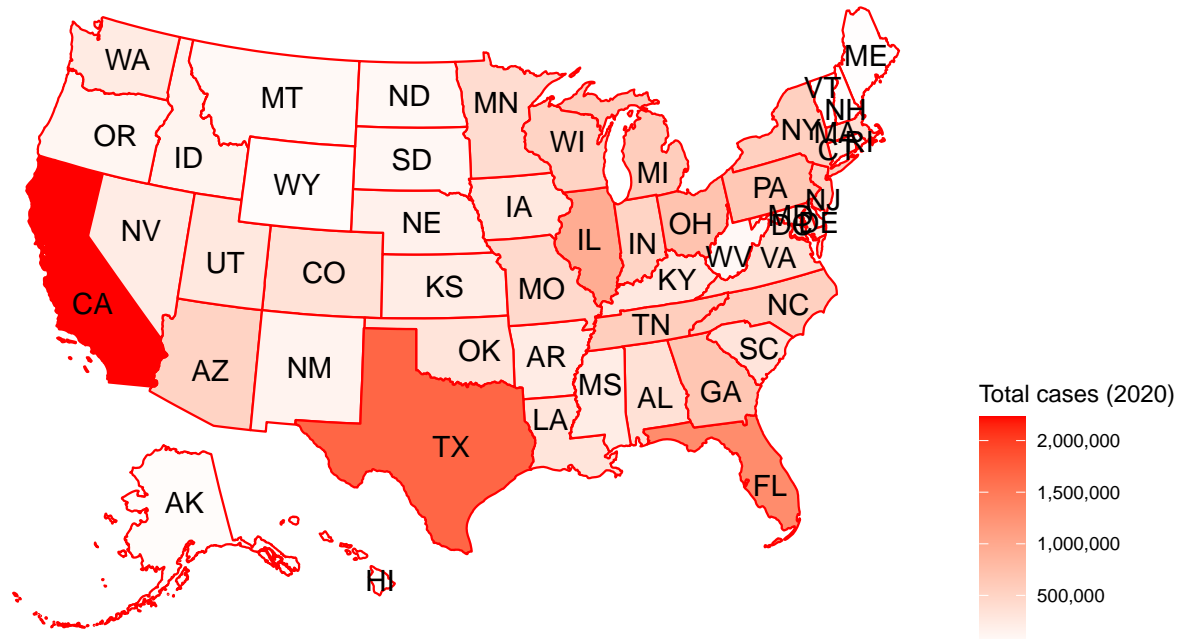 ME
WA
VT
MT
ND
MN
NH
OR
WI
NY
MA
RI
ID
SD
CT
MI
WY
PA
NJ
IA
MD
NE
OH
DC
DE
NV
IL
IN
WV
VA
UT
CO
KS
MO
KY
CA
NC
TN
OK
AR
SC
AZ
NM
MS
GA
AL
LA
TX
FL
AK
HI
Total cases (2020)
2,000,000
1,500,000
1,000,000
500,000